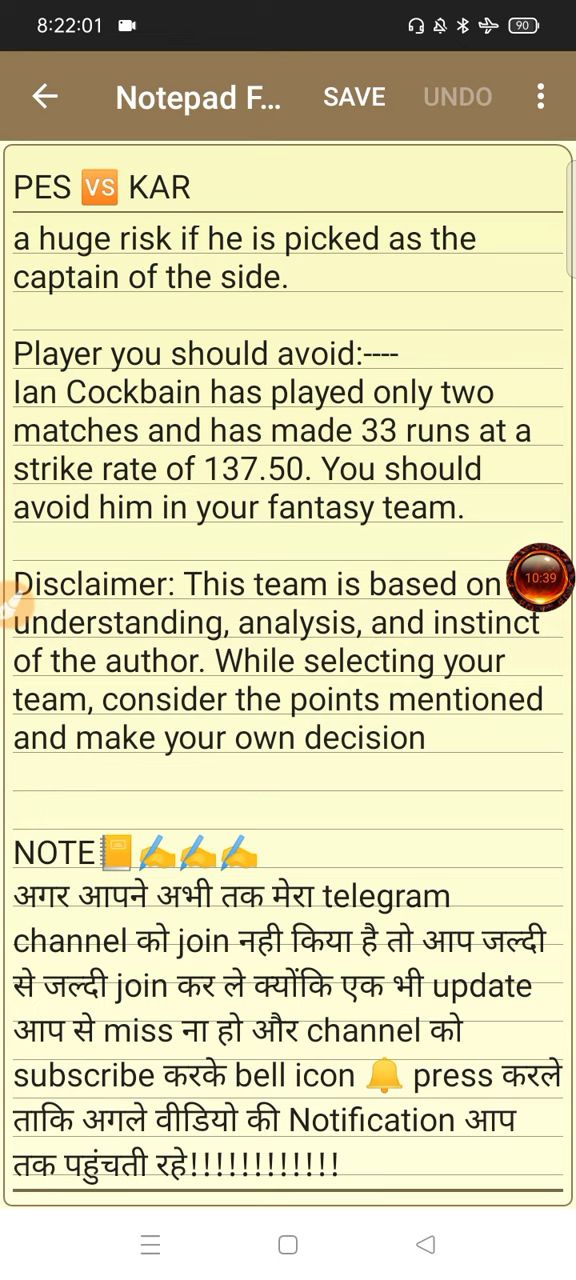 8:22:01
90
Notepad F... SAVE UNDO
PES VS KAR
a huge risk if he is picked as the
captain of the side.
Player you should avoid:----
Ian Cockbain has played only two
matches and has made 33 runs at a
strike rate of 137.50. You should
avoid him in your fantasy team.
10:39
Disclaimer: This team is based on
understanding, analysis, and instinct
of the author. While selecting your
team, consider the points mentioned
and make your own decision
NOTE📒✍️✍️✍️
अगर आपने अभी तक मेरा telegram
channel को join नही किया है तो आप जल्दी
से जल्दी join कर ले क्योंकि एक भी update
आप से miss ना हो और channel को
subscribe करके bell icon 🔔 press करले
ताकि अगले वीडियो की Notification आप
तक पहुंचती रहे!!!!!!!!!!!!